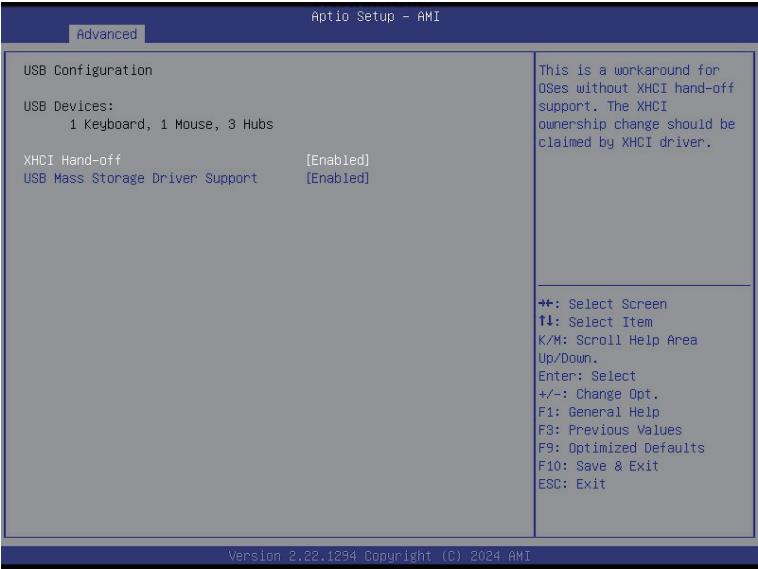 Aptio Setup – AMI
Advanced
USB Configuration
USB Devices:
1 Keyboard, 1 Mouse, 3 Hubs
XHCI Hand-off [Enabled]
USB Mass Storage Driver Support [Enabled]
This is a workaround for
OSes without XHCI hand-off
support. The XHCI
ownership change should be
claimed by XHCI driver.
→←: Select Screen
↑↓: Select Item
K/M: Scroll Help Area
Up/Down.
Enter: Select
+/-: Change Opt.
F1: General Help
F3: Previous Values
F9: Optimized Defaults
F10: Save & Exit
ESC: Exit
Version 2.22.1294 Copyright (C) 2024 AMI